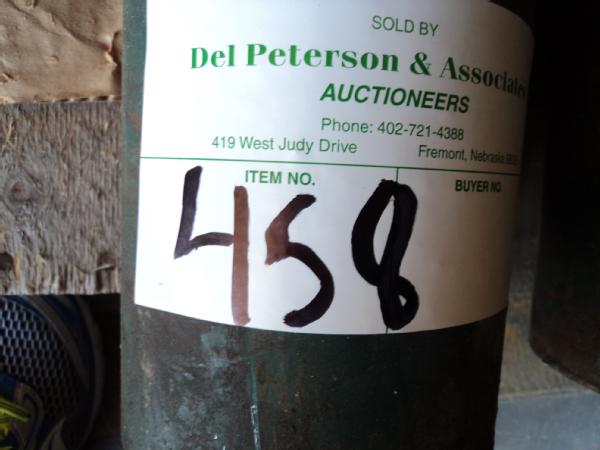 SOLD BY
Del Peterson & Associates
AUCTIONEERS
Phone: 402-721-4388
419 West Judy Drive Fremont, Nebraska
ITEM NO. BUYER NO.
458